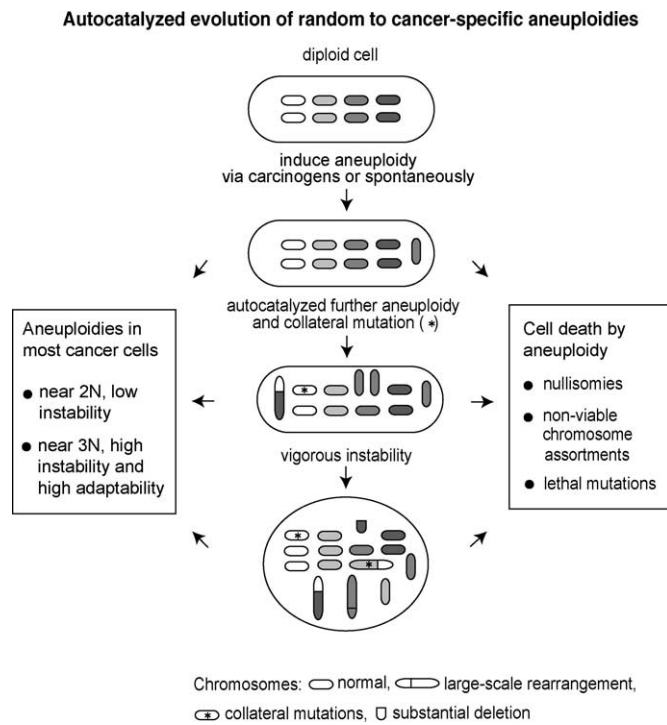 Autocatalyzed evolution of random to cancer-specific aneuploidies
diploid cell
induce aneuploidy
via carcinogens or spontaneously
autocatalyzed further aneuploidy
and collateral mutation ( * )
Aneuploidies in
most cancer cells
● near 2N, low
instability
● near 3N, high
instability and
high adaptability
*
vigorous instability
Cell death by
aneuploidy
● nullisomies
● non-viable
chromosome
assortments
● lethal mutations
*
*
Chromosomes: normal, large-scale rearrangement,
* collateral mutations, substantial deletion